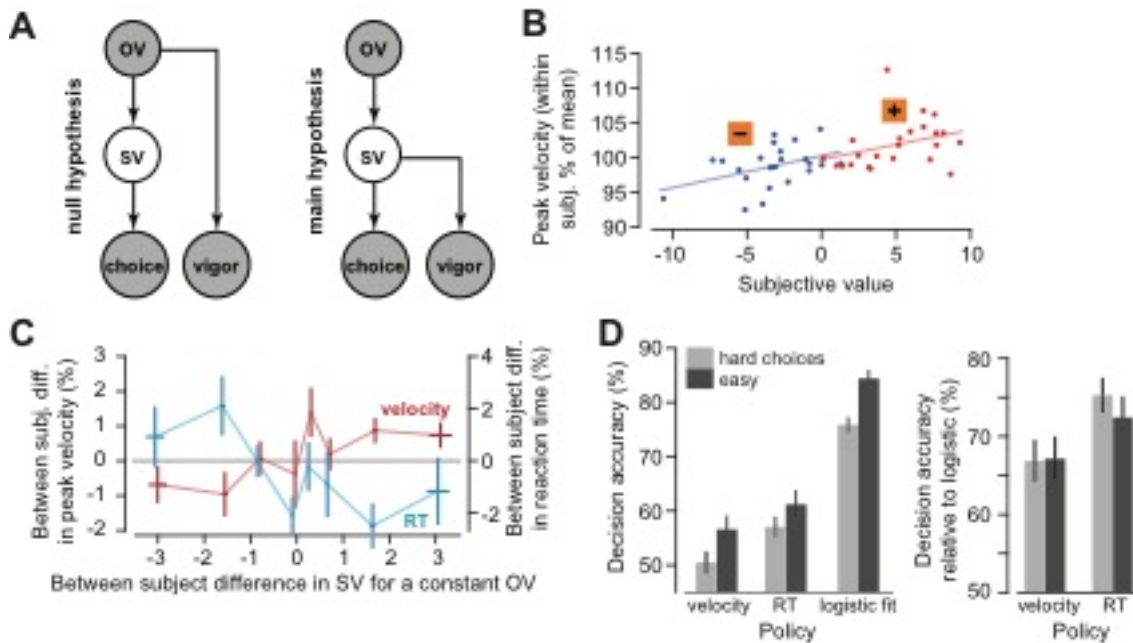 A
null hypothesis
OV
SV
choice
vigor
main hypothesis
OV
SV
choice
vigor
B
Peak velocity (within
subj. % of mean)
115
110
105
100
95
90
−
+
-10
-5
0
5
10
Subjective value
C
Between subj. diff.
in peak velocity (%)
3
2
1
0
-1
-2
velocity
RT
4
2
0
-2
Between subject diff.
in reaction time (%)
-3
-2
-1
0
1
2
3
Between subject difference in SV for a constant OV
D
Decision accuracy (%)
90
80
70
60
50
hard choices
easy
velocity
RT
logistic fit
Policy
Decision accuracy
relative to logistic (%)
80
70
60
50
velocity
RT
Policy